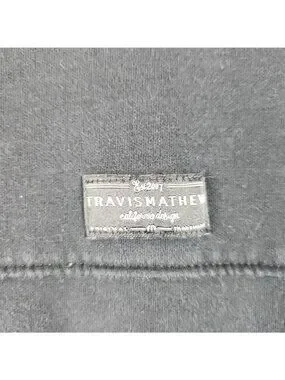 Est.2007
TRAVISMATHEW
california design